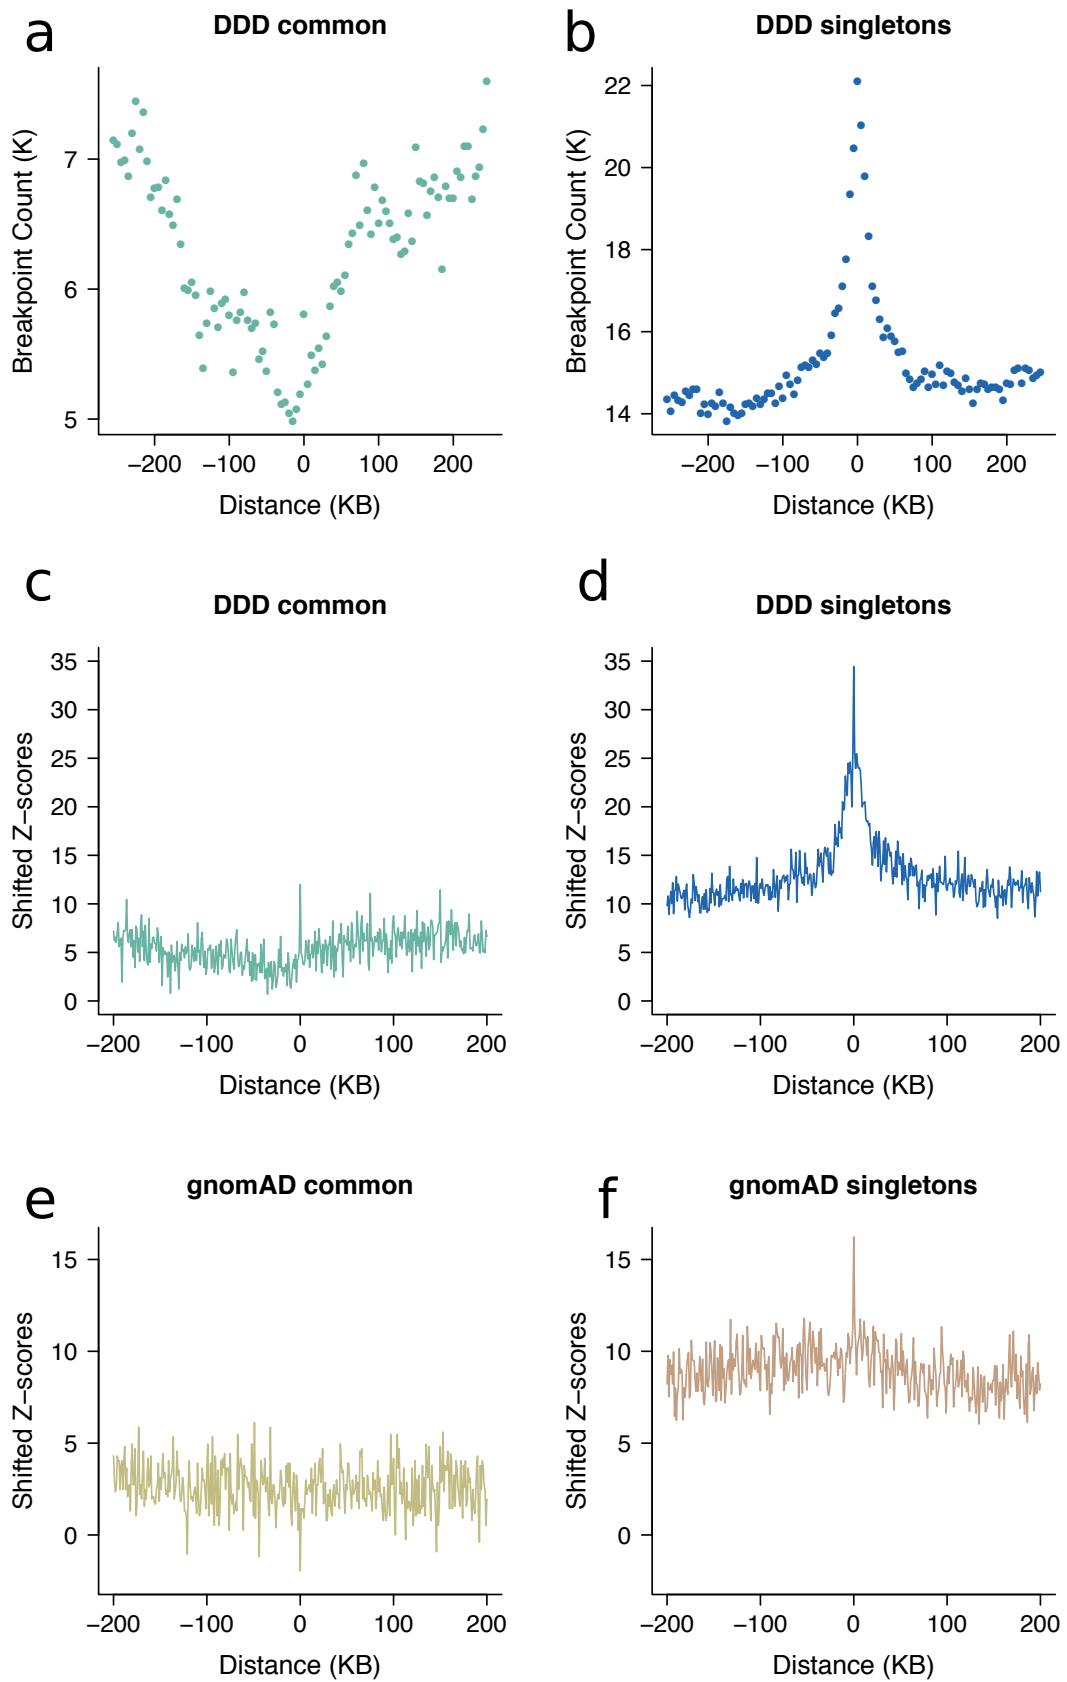 a
DDD common
7
6
5
Breakpoint Count (K)
−200 −100 0 100 200
Distance (KB)
b
DDD singletons
22
20
18
16
14
Breakpoint Count (K)
−200 −100 0 100 200
Distance (KB)
c
DDD common
35
30
25
20
15
10
5
0
Shifted Z−scores
−200 −100 0 100 200
Distance (KB)
d
DDD singletons
35
30
25
20
15
10
5
0
Shifted Z−scores
−200 −100 0 100 200
Distance (KB)
e
gnomAD common
15
10
5
0
Shifted Z−scores
−200 −100 0 100 200
Distance (KB)
f
gnomAD singletons
15
10
5
0
Shifted Z−scores
−200 −100 0 100 200
Distance (KB)